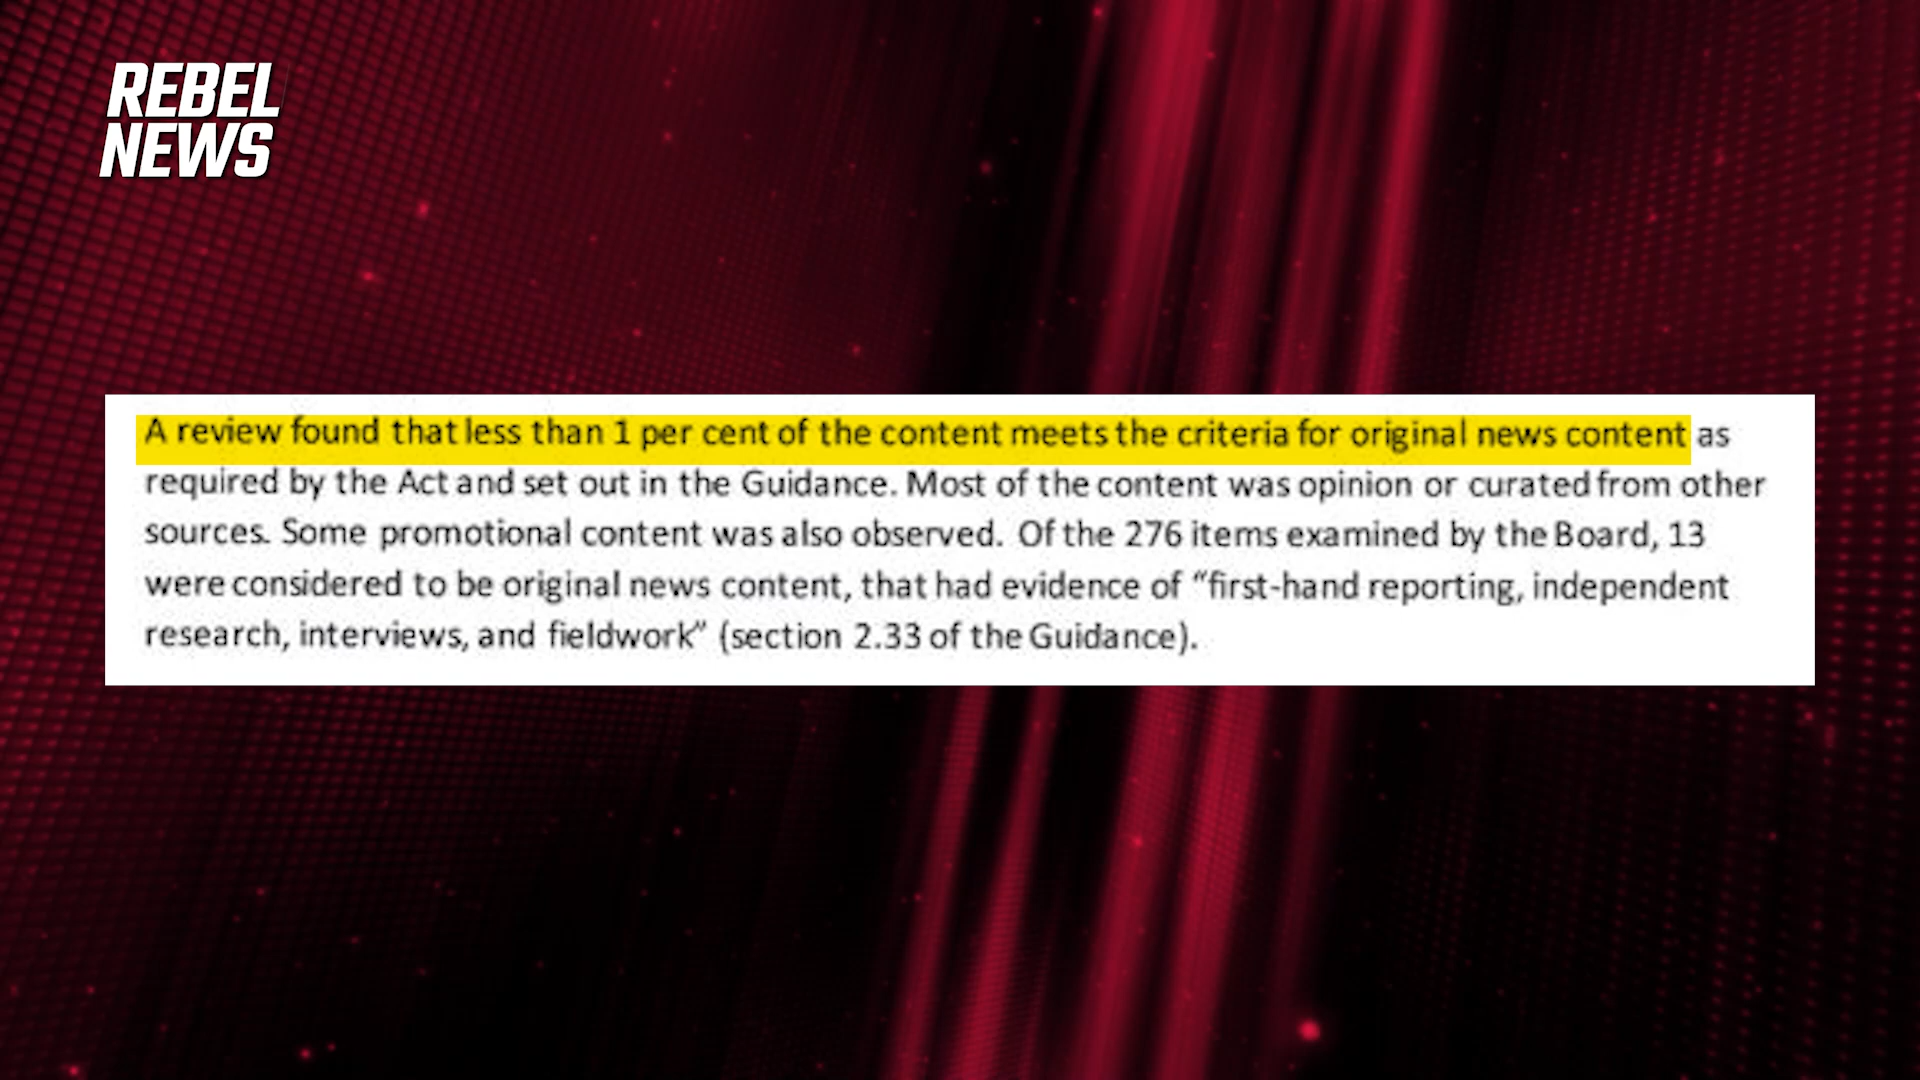 REBEL
NEWS
A review found that less than 1 per cent of the content meets the criteria for original news content as
required by the Act and set out in the Guidance. Most of the content was opinion or curated from other
sources. Some promotional content was also observed. Of the 276 items examined by the Board, 13
were considered to be original news content, that had evidence of “first-hand reporting, independent
research, interviews, and fieldwork” (section 2.33 of the Guidance).